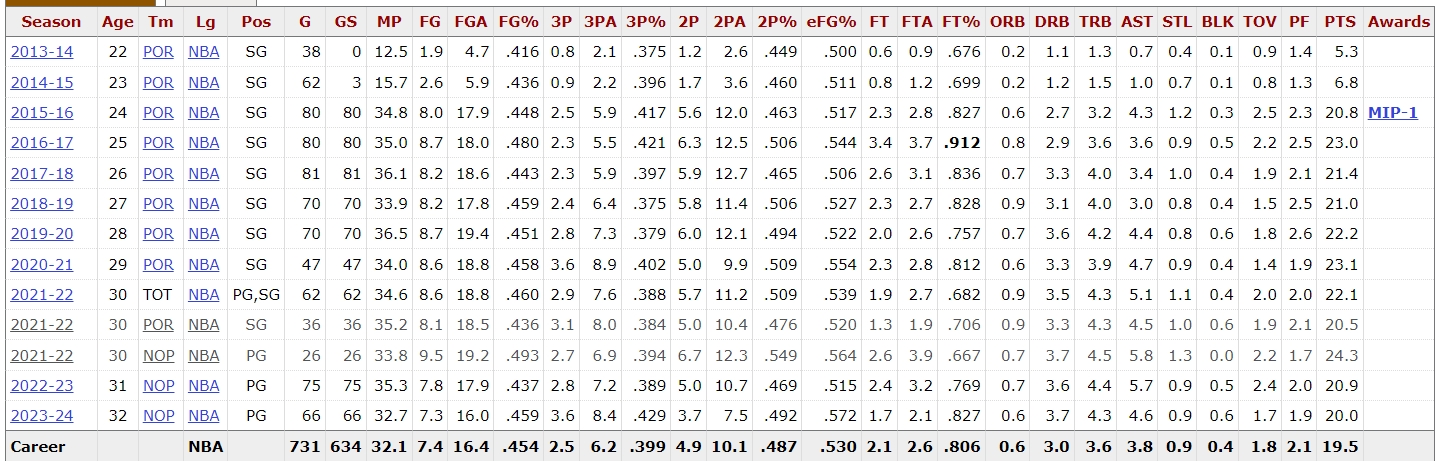 Season Age Tm Lg Pos G GS MP FG FGA FG% 3P 3PA 3P% 2P 2PA 2P% eFG% FT FTA FT% ORB DRB TRB AST STL BLK TOV PF PTS Awards
2013-14 22 POR NBA SG 38 0 12.5 1.9 4.7 .416 0.8 2.1 .375 1.2 2.6 .449 .500 0.6 0.9 .676 0.2 1.1 1.3 0.7 0.4 0.1 0.9 1.4 5.3
2014-15 23 POR NBA SG 62 3 15.7 2.6 5.9 .436 0.9 2.2 .396 1.7 3.6 .460 .511 0.8 1.2 .699 0.2 1.2 1.5 1.0 0.7 0.1 0.8 1.3 6.8
2015-16 24 POR NBA SG 80 80 34.8 8.0 17.9 .448 2.5 5.9 .417 5.6 12.0 .463 .517 2.3 2.8 .827 0.6 2.7 3.2 4.3 1.2 0.3 2.5 2.3 20.8 MIP-1
2016-17 25 POR NBA SG 80 80 35.0 8.7 18.0 .480 2.3 5.5 .421 6.3 12.5 .506 .544 3.4 3.7 .912 0.8 2.9 3.6 3.6 0.9 0.5 2.2 2.5 23.0
2017-18 26 POR NBA SG 81 81 36.1 8.2 18.6 .443 2.3 5.9 .397 5.9 12.7 .465 .506 2.6 3.1 .836 0.7 3.3 4.0 3.4 1.0 0.4 1.9 2.1 21.4
2018-19 27 POR NBA SG 70 70 33.9 8.2 17.8 .459 2.4 6.4 .375 5.8 11.4 .506 .527 2.3 2.7 .828 0.9 3.1 4.0 3.0 0.8 0.4 1.5 2.5 21.0
2019-20 28 POR NBA SG 70 70 36.5 8.7 19.4 .451 2.8 7.3 .379 6.0 12.1 .494 .522 2.0 2.6 .757 0.7 3.6 4.2 4.4 0.8 0.6 1.8 2.6 22.2
2020-21 29 POR NBA SG 47 47 34.0 8.6 18.8 .458 3.6 8.9 .402 5.0 9.9 .509 .554 2.3 2.8 .812 0.6 3.3 3.9 4.7 0.9 0.4 1.4 1.9 23.1
2021-22 30 TOT NBA PG,SG 62 62 34.6 8.6 18.8 .460 2.9 7.6 .388 5.7 11.2 .509 .539 1.9 2.7 .682 0.9 3.5 4.3 5.1 1.1 0.4 2.0 2.0 22.1
2021-22 30 POR NBA SG 36 36 35.2 8.1 18.5 .436 3.1 8.0 .384 5.0 10.4 .476 .520 1.3 1.9 .706 0.9 3.3 4.3 4.5 1.0 0.6 1.9 2.1 20.5
2021-22 30 NOP NBA PG 26 26 33.8 9.5 19.2 .493 2.7 6.9 .394 6.7 12.3 .549 .564 2.6 3.9 .667 0.7 3.7 4.5 5.8 1.3 0.0 2.2 1.7 24.3
2022-23 31 NOP NBA PG 75 75 35.3 7.8 17.9 .437 2.8 7.2 .389 5.0 10.7 .469 .515 2.4 3.2 .769 0.7 3.6 4.4 5.7 0.9 0.5 2.4 2.0 20.9
2023-24 32 NOP NBA PG 66 66 32.7 7.3 16.0 .459 3.6 8.4 .429 3.7 7.5 .492 .572 1.7 2.1 .827 0.6 3.7 4.3 4.6 0.9 0.6 1.7 1.9 20.0
Career NBA 731 634 32.1 7.4 16.4 .454 2.5 6.2 .399 4.9 10.1 .487 .530 2.1 2.6 .806 0.6 3.0 3.6 3.8 0.9 0.4 1.8 2.1 19.5